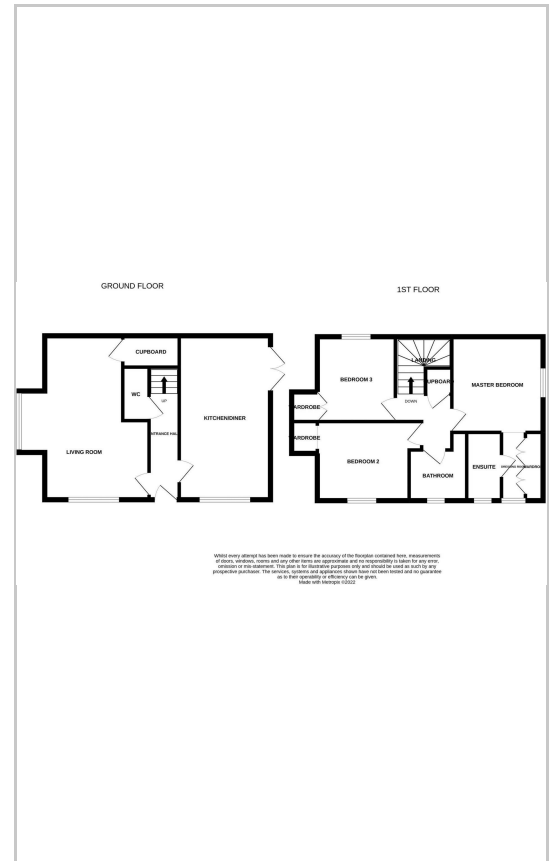 GROUND FLOOR
1ST FLOOR
CUPBOARD
WC
UP
ENTRANCE HALL
LIVING ROOM
KITCHEN/DINER
LANDING
BEDROOM 3
UPBOAR
MASTER BEDROOM
DOWN
ARDROBE
ARDROBE
BEDROOM 2
BATHROOM
ENSUITE
Whilst every attempt has been made to ensure the accuracy of the floorplan contained here, measurements
of doors, windows, rooms and any other items are approximate and no responsibility is taken for any error,
omission or mis-statement. This plan is for illustrative purposes only and should be used as such by any
prospective purchaser. The services, systems and appliances shown have not been tested and no guarantee
as to their operability or efficiency can be given.
Made with Metropix ©2022